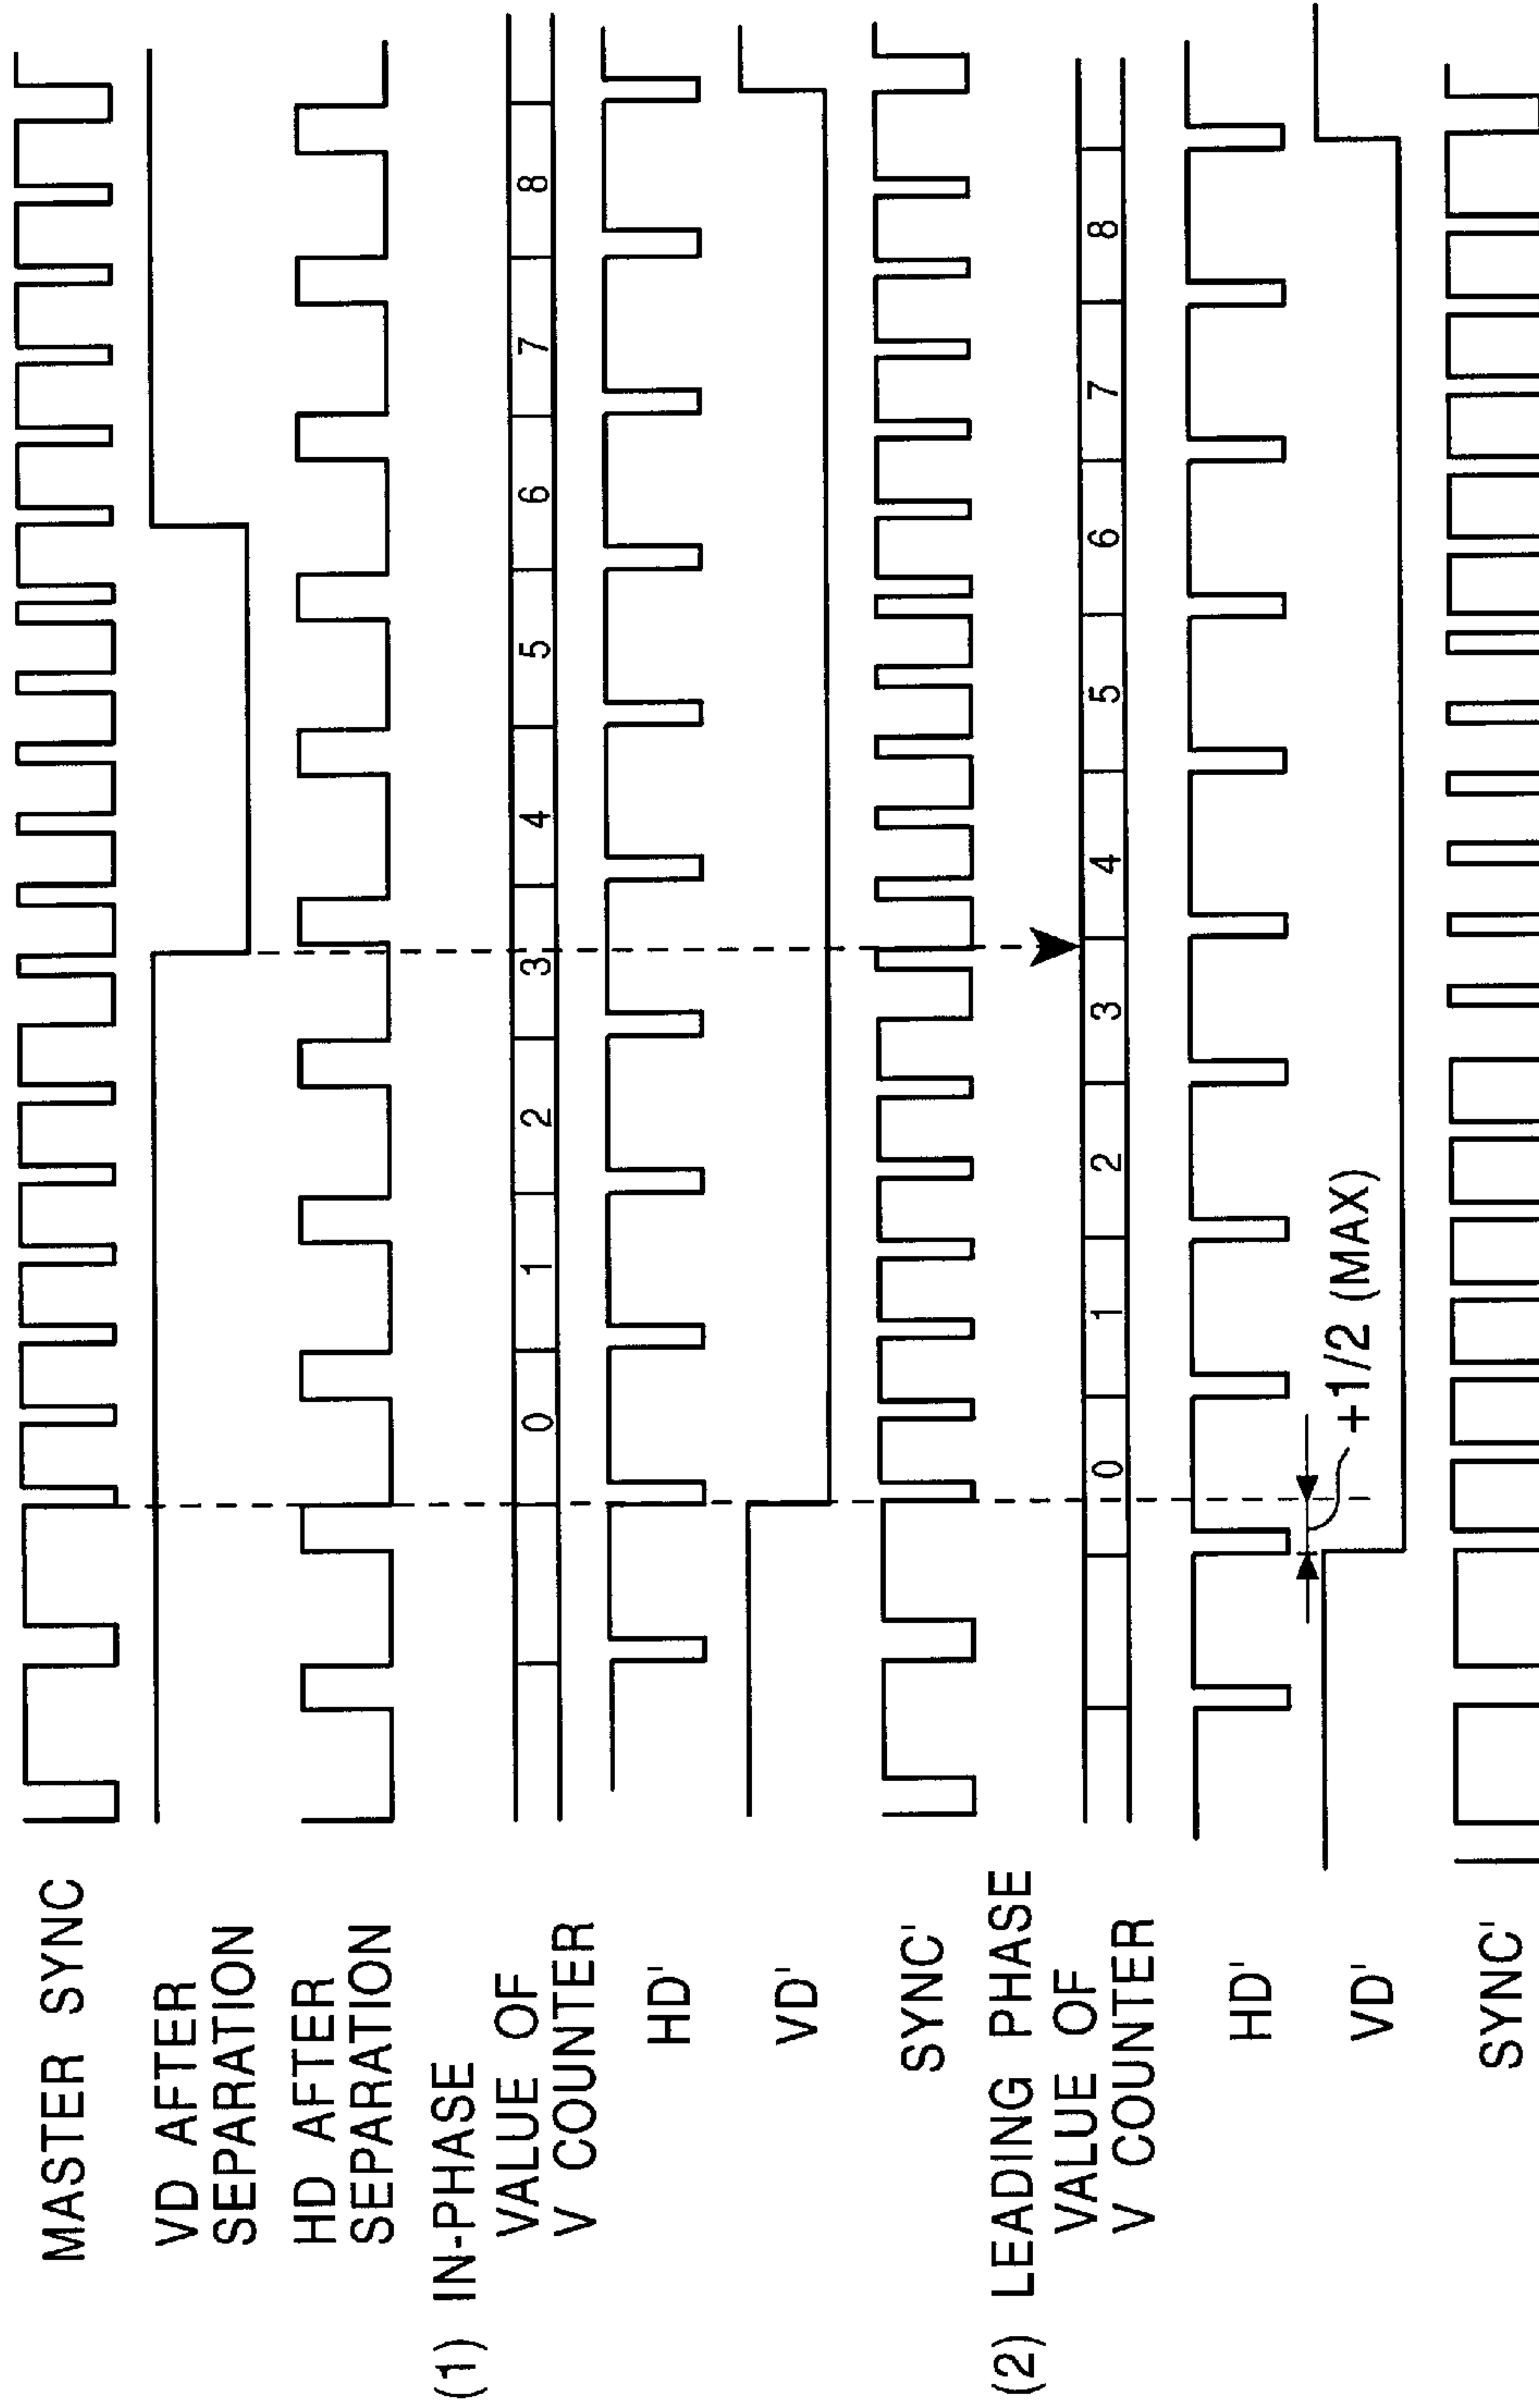 MASTER SYNC
VD AFTER
SEPARATION
HD AFTER
SEPARATION
(1) IN-PHASE
VALUE OF
V COUNTER
0 1 2 3 4 5 6 7 8
HD'
VD'
SYNC'
(2) LEADING PHASE
VALUE OF
V COUNTER
0 1 2 3 4 5 6 7 8
HD'
+1/2 (MAX)
VD'
SYNC'